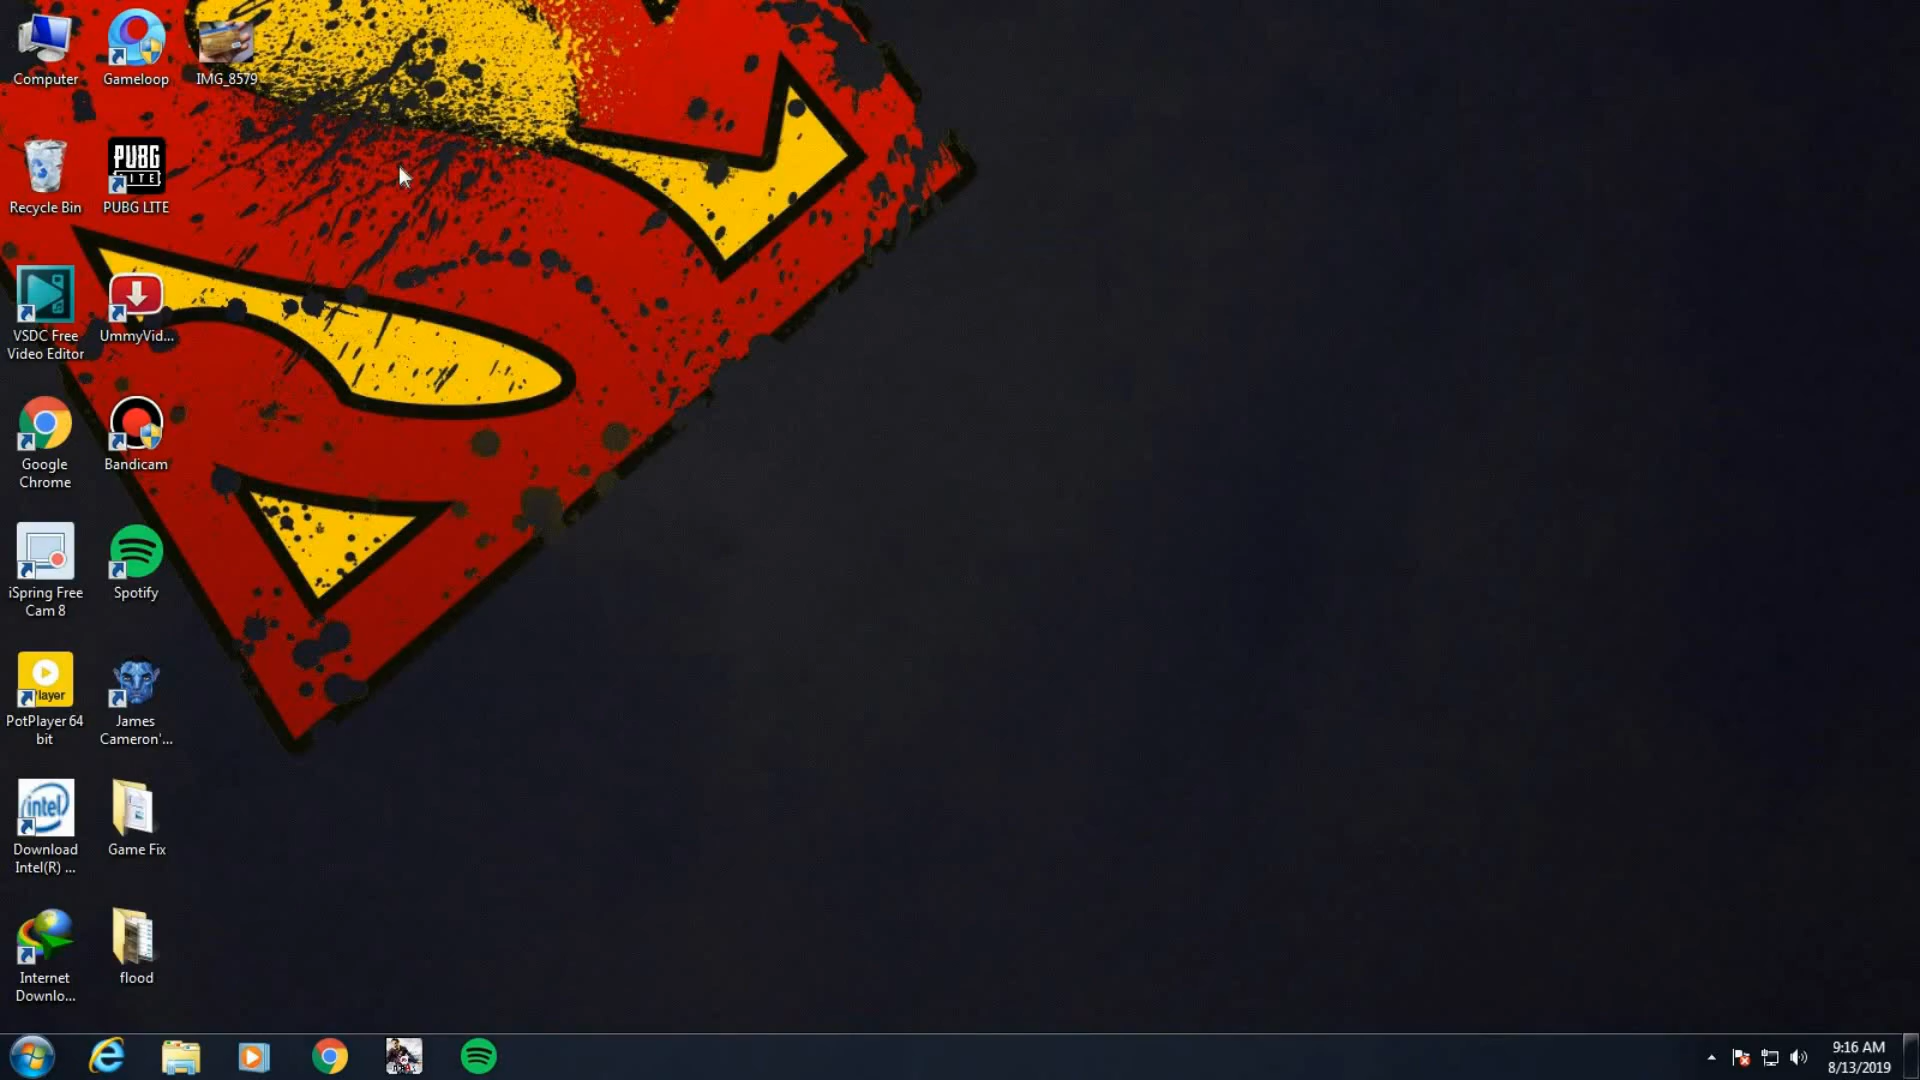 Computer
Gameloop
IMG_8579
Recycle Bin
PUBG
LITE
PUBG LITE
VSDC Free
Video Editor
UmmyVid...
Google
Chrome
Bandicam
iSpring Free
Cam 8
Spotify
Player
PotPlayer 64
bit
James
Cameron'...
intel
Download
Intel(R) ...
Game Fix
Internet
Downlo...
flood
9:16 AM
8/13/2019